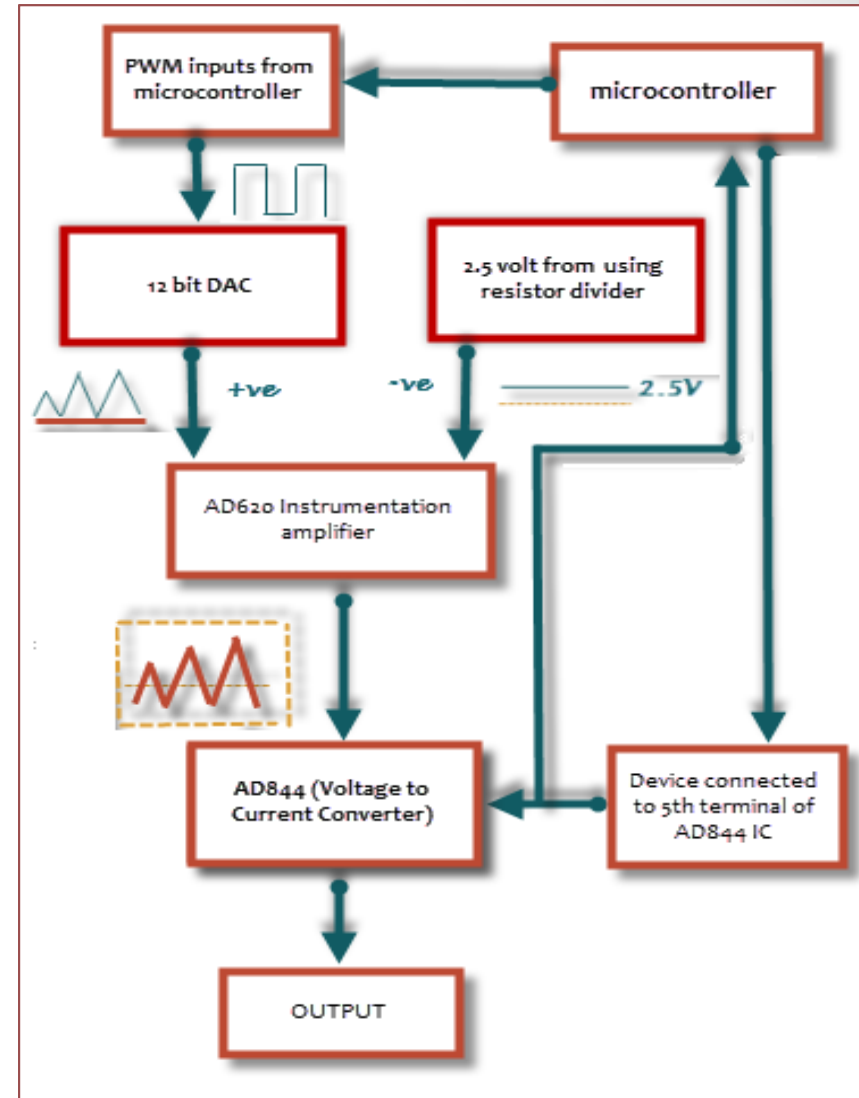 PWM inputs from
microcontroller
microcontroller
12 bit DAC
2.5 volt from using
resistor divider
+ve
-ve
2.5V
AD620 Instrumentation
amplifier
:
AD844 (Voltage to
Current Converter)
Device connected
to 5th terminal of
AD844 IC
OUTPUT